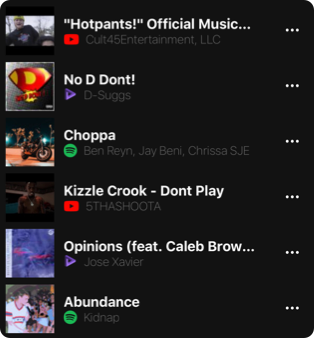 "Hotpants!" Official Music...
Cult45Entertainment, LLC
No D Dont!
D-Suggs
Choppa
Ben Reyn, Jay Beni, Chrissa SJE
Kizzle Crook - Dont Play
5THASHOOTA
Opinions (feat. Caleb Brow...
Jose Xavier
Abundance
Kidnap